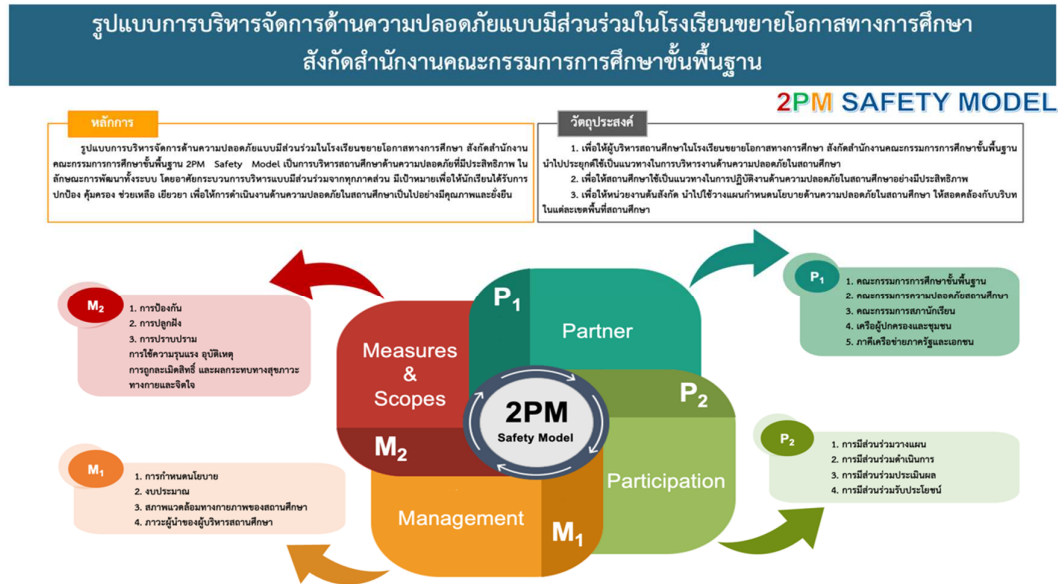 รูปแบบการบริหารจัดการด้านความปลอดภัยแบบมีส่วนร่วมในโรงเรียนขยายโอกาสทางการศึกษา
สังกัดสำนักงานคณะกรรมการการศึกษาขั้นพื้นฐาน
2PM SAFETY MODEL
หลักการ
รูปแบบการบริหารจัดการด้านความปลอดภัยแบบมีส่วนร่วมในโรงเรียนขยายโอกาสทางการศึกษา สังกัดสำนักงาน
คณะกรรมการการศึกษาขั้นพื้นฐาน 2PM Safety Model เป็นการบริหารสถานศึกษาด้านความปลอดภัยที่มีประสิทธิภาพ ใน
ลักษณะการพัฒนาทั้งระบบ โดยอาศัยกระบวนการบริหารแบบมีส่วนร่วมจากทุกภาคส่วน มีเป้าหมายเพื่อให้นักเรียนได้รับการ
ปกป้อง คุ้มครอง ช่วยเหลือ เยียวยา เพื่อให้การดำเนินงานด้านความปลอดภัยในสถานศึกษาเป็นไปอย่างมีคุณภาพและยั่งยืน
วัตถุประสงค์
1. เพื่อให้ผู้บริหารสถานศึกษาในโรงเรียนขยายโอกาสทางการศึกษา สังกัดสำนักงานคณะกรรมการการศึกษาขั้นพื้นฐาน
นำไปประยุกต์ใช้เป็นแนวทางในการบริหารงานด้านความปลอดภัยในสถานศึกษา
2. เพื่อให้สถานศึกษาใช้เป็นแนวทางในการปฏิบัติงานด้านความปลอดภัยในสถานศึกษาอย่างมีประสิทธิภาพ
3. เพื่อให้หน่วยงานต้นสังกัด นำไปใช้วางแผนกำหนดนโยบายด้านความปลอดภัยในสถานศึกษา ให้สอดคล้องกับบริบท
ในแต่ละเขตพื้นที่สถานศึกษา
M2
1. การป้องกัน
2. การปลูกฝัง
3. การปราบปราม
การใช้ความรุนแรง อุบัติเหตุ
การถูกละเมิดสิทธิ์ และผลกระทบทางสุขภาวะ
ทางกายและจิตใจ
P1
Partner
Measures
&
Scopes
M2
P1
1. คณะกรรมการการศึกษาขั้นพื้นฐาน
2. คณะกรรมการความปลอดภัยสถานศึกษา
3. คณะกรรมการสภานักเรียน
4. เครือผู้ปกครองและชุมชน
5. ภาคีเครือข่ายภาครัฐและเอกชน
2PM
Safety Model
P2
Participation
M1
1. การกำหนดนโยบาย
2. งบประมาณ
3. สภาพแวดล้อมทางกายภาพของสถานศึกษา
4. ภาวะผู้นำของผู้บริหารสถานศึกษา
Management
M1
P2
1. การมีส่วนร่วมวางแผน
2. การมีส่วนร่วมดำเนินการ
3. การมีส่วนร่วมประเมินผล
4. การมีส่วนร่วมรับประโยชน์